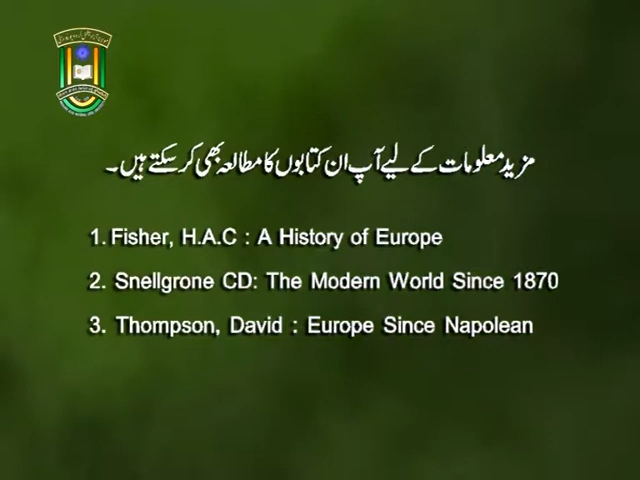 مزید معلومات کے لیے آپ ان کتابوں کا مطالعہ بھی کر سکتے ہیں۔
1. Fisher, H.A.C : A History of Europe
2. Snellgrone CD: The Modern World Since 1870
3. Thompson, David : Europe Since Napolean